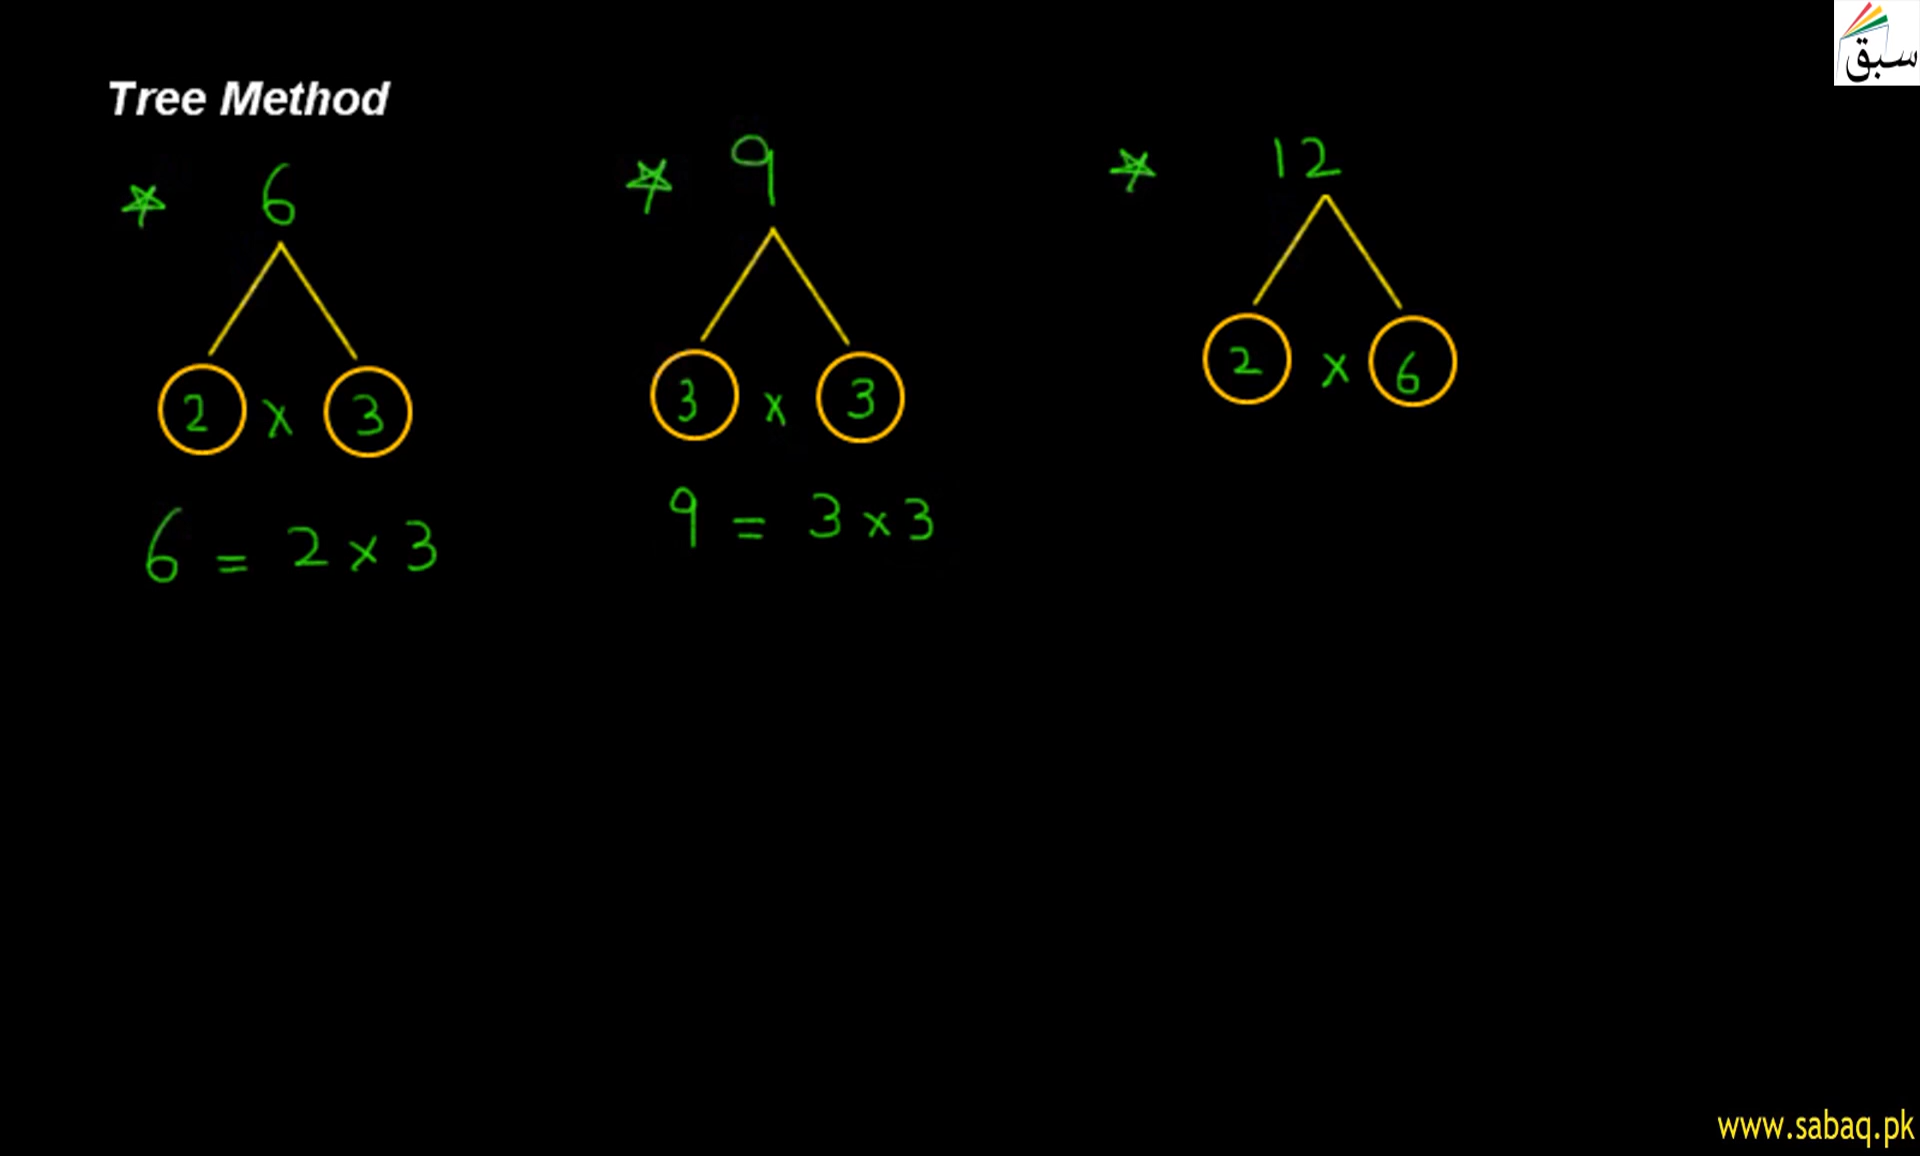 سبق
Tree Method
6
2 x 3
6 = 2 x 3
9
3 x 3
9 = 3 x 3
12
2 x 6
www.sabaq.pk